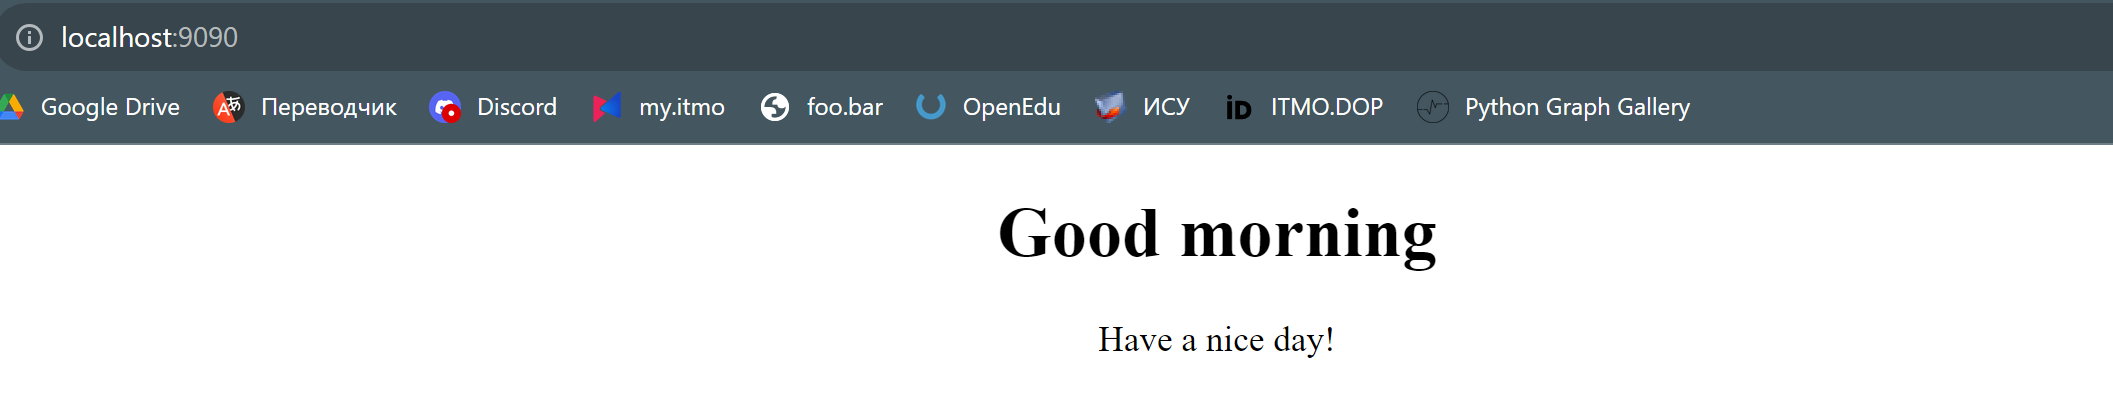 localhost:9090
Google Drive Переводчик Discord my.itmo foo.bar OpenEdu ИСУ iD ITMO.DOP Python Graph Gallery
Good morning
Have a nice day!